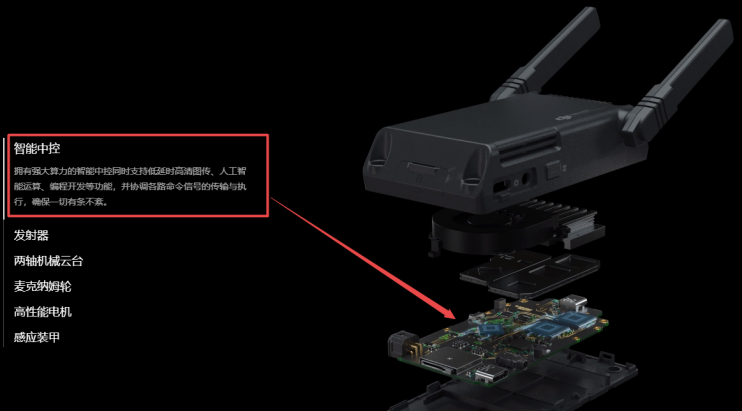 智能中控
拥有强大算力的智能中控同时支持低延时高清图传、人工智
能运算、编程开发等功能，并协调各路命令信号的传输与执
行，确保一切有条不紊。
发射器
两轴机械云台
麦克纳姆轮
高性能电机
感应装甲